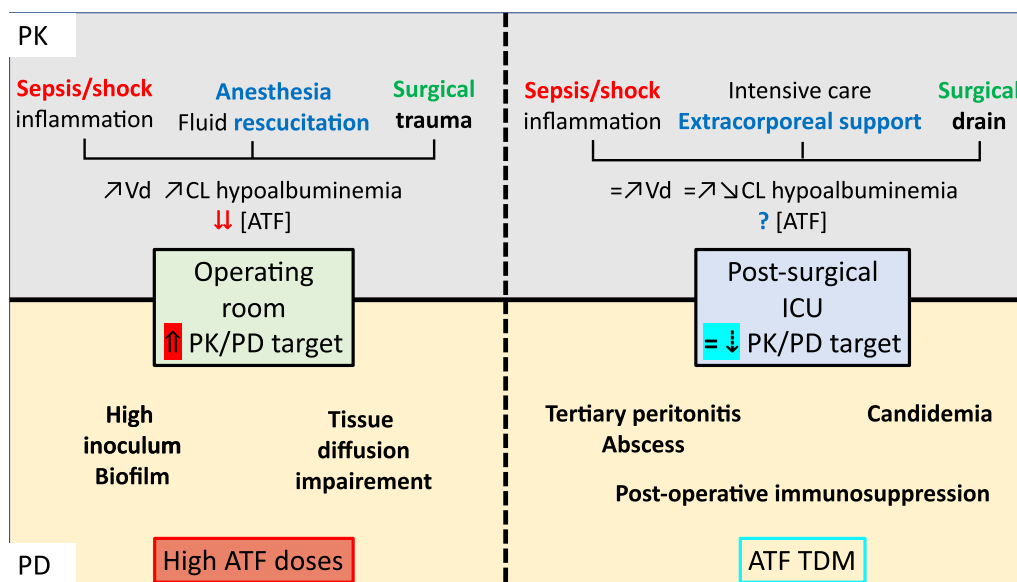 PK
Sepsis/shock
inflammation
Anesthesia
Fluid rescucitation
Surgical
trauma
↗Vd ↗CL hypoalbuminemia
⇊ [ATF]
Operating
room
⇑ PK/PD target
High
inoculum
Biofilm
Tissue
diffusion
impairement
High ATF doses
Sepsis/shock
inflammation
Intensive care
Extracorporeal support
Surgical
drain
=↗Vd =↗↘CL hypoalbuminemia
? [ATF]
Post-surgical
ICU
=⇣ PK/PD target
Tertiary peritonitis
Abscess
Candidemia
Post-operative immunosuppression
ATF TDM
PD